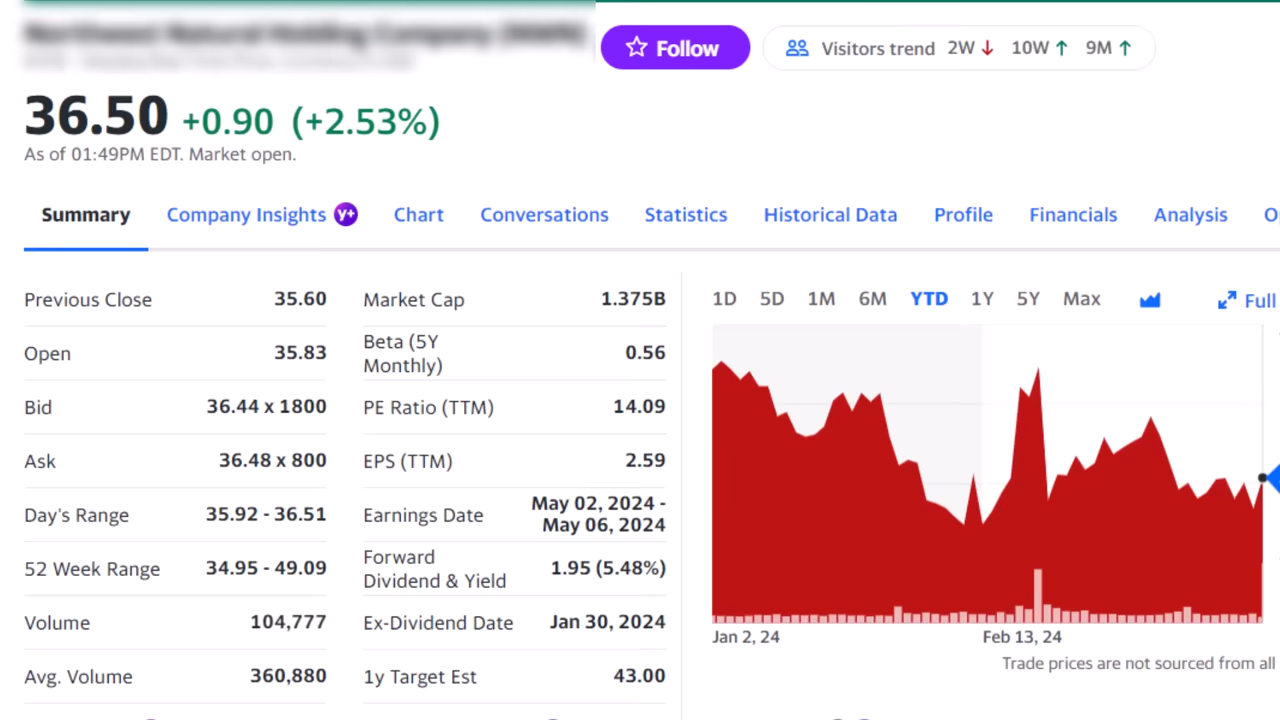 Follow
Visitors trend 2W ↓ 10W ↑ 9M ↑
36.50 +0.90 (+2.53%)
As of 01:49PM EDT. Market open.
Summary Company Insights y+ Chart Conversations Statistics Historical Data Profile Financials Analysis
Previous Close 35.60
Open 35.83
Bid 36.44 x 1800
Ask 36.48 x 800
Day's Range 35.92 - 36.51
52 Week Range 34.95 - 49.09
Volume 104,777
Avg. Volume 360,880
Market Cap 1.375B
Beta (5Y
Monthly) 0.56
PE Ratio (TTM) 14.09
EPS (TTM) 2.59
Earnings Date May 02, 2024 -
May 06, 2024
Forward
Dividend & Yield 1.95 (5.48%)
Ex-Dividend Date Jan 30, 2024
1y Target Est 43.00
1D 5D 1M 6M YTD 1Y 5Y Max Full
Jan 2, 24 Feb 13, 24
Trade prices are not sourced from all